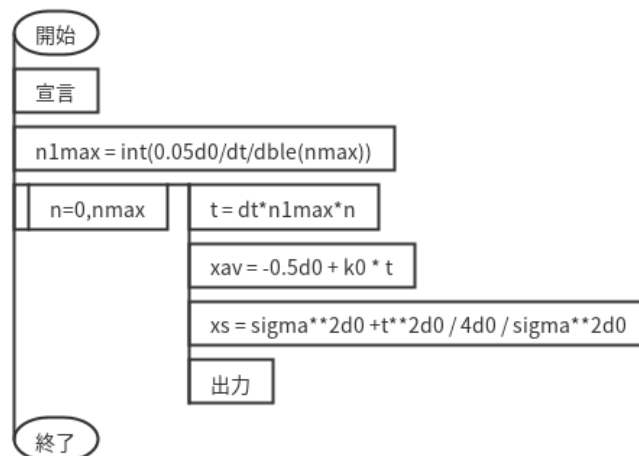 開始
宣言
n1max = int(0.05d0/dt/dble(nmax))
n=0,nmax
t = dt*n1max*n
xav = -0.5d0 + k0 * t
xs = sigma**2d0 +t**2d0 / 4d0 / sigma**2d0
出力
終了